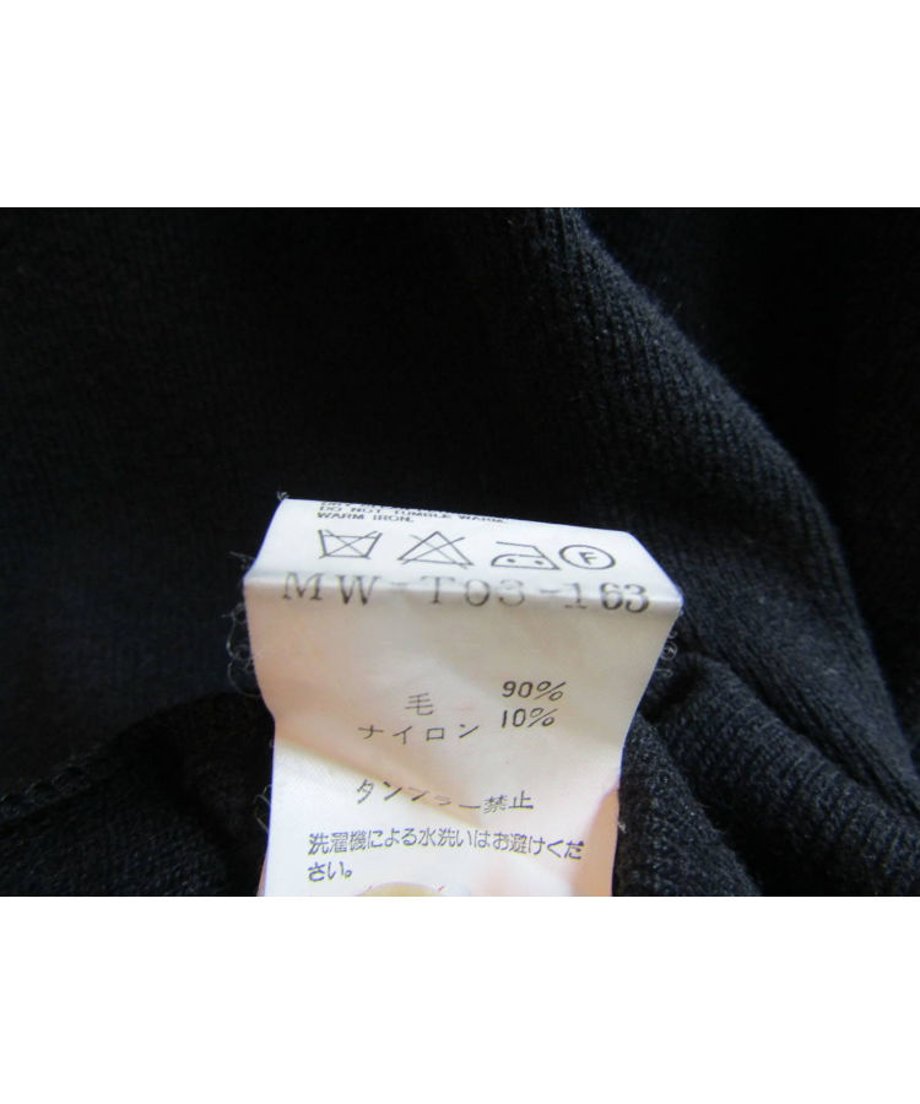 DO NOT TUMBLE WARM.
WARM IRON.
F
MW-T03-163
毛 90%
ナイロン 10%
タンブラー禁止
洗濯機による水洗いはお避けくだ
さい。